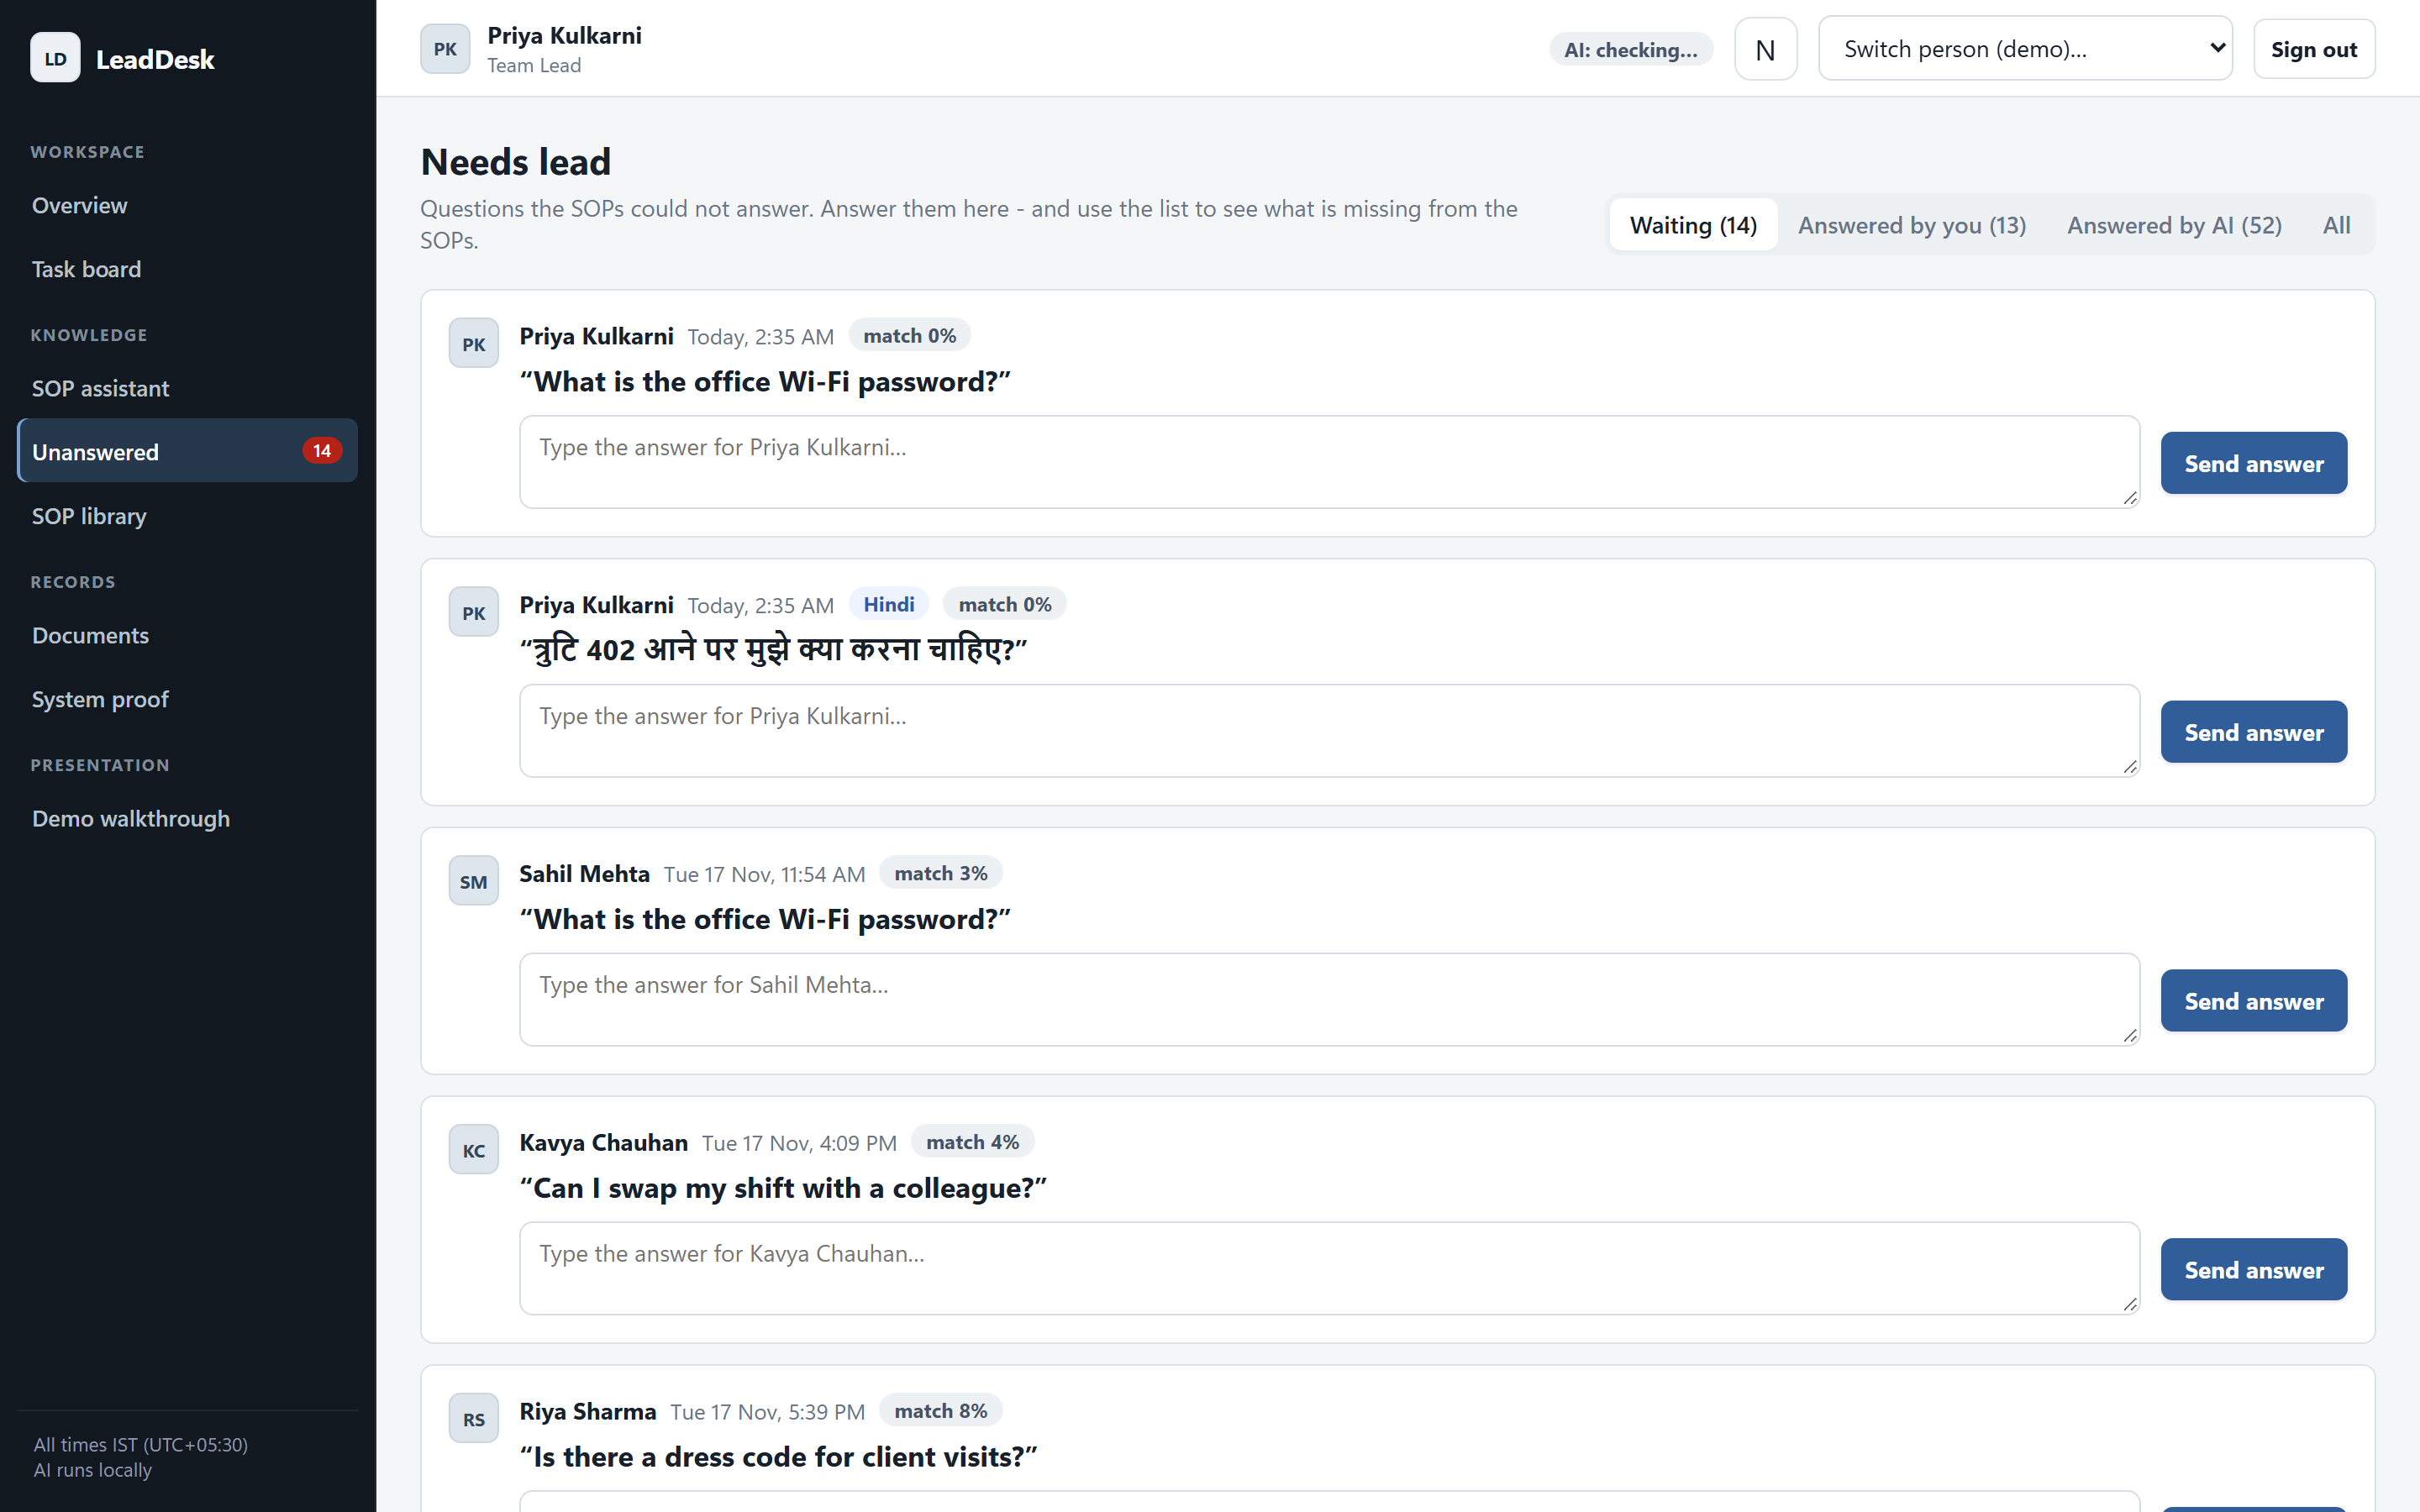 LD LeadDesk
WORKSPACE
Overview
Task board
KNOWLEDGE
SOP assistant
Unanswered 14
SOP library
RECORDS
Documents
System proof
PRESENTATION
Demo walkthrough
All times IST (UTC+05:30)
AI runs locally
PK Priya Kulkarni
Team Lead
AI: checking... N Switch person (demo)... Sign out
Needs lead
Questions the SOPs could not answer. Answer them here - and use the list to see what is missing from the
SOPs.
Waiting (14) Answered by you (13) Answered by AI (52) All
PK Priya Kulkarni Today, 2:35 AM match 0%
“What is the office Wi-Fi password?”
Type the answer for Priya Kulkarni...
Send answer
PK Priya Kulkarni Today, 2:35 AM Hindi match 0%
“त्रुटि 402 आने पर मुझे क्या करना चाहिए?”
Type the answer for Priya Kulkarni...
Send answer
SM Sahil Mehta Tue 17 Nov, 11:54 AM match 3%
“What is the office Wi-Fi password?”
Type the answer for Sahil Mehta...
Send answer
KC Kavya Chauhan Tue 17 Nov, 4:09 PM match 4%
“Can I swap my shift with a colleague?”
Type the answer for Kavya Chauhan...
Send answer
RS Riya Sharma Tue 17 Nov, 5:39 PM match 8%
“Is there a dress code for client visits?”